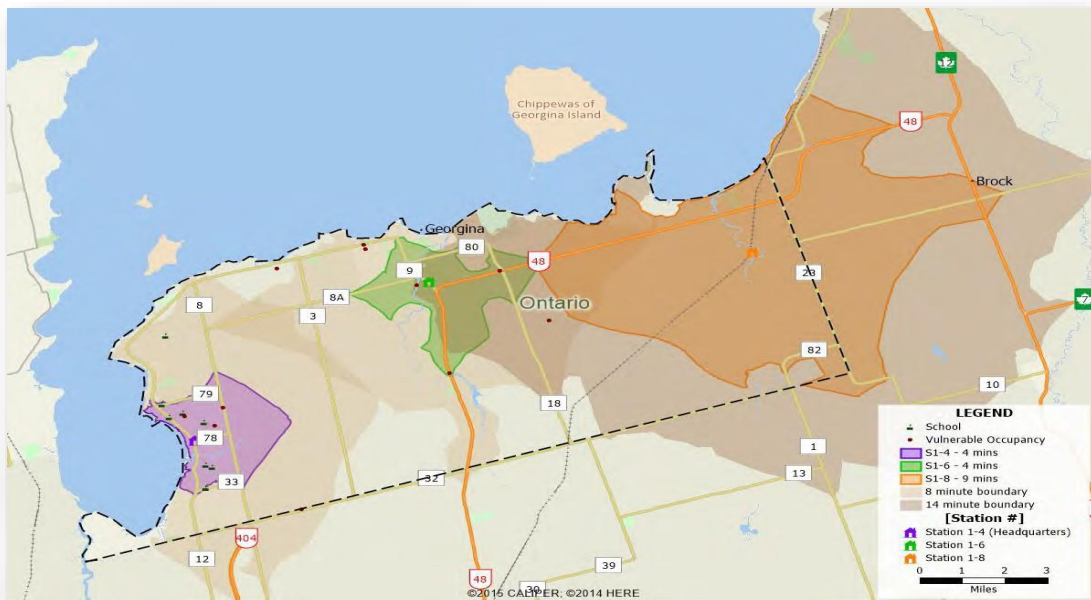 12
Chippewas of
Georgina Island
48
Brock
Georgina
80
9
48
23
8A
8
3
Ontario
7
82
79
10
18
78
1
33
32
13
404
12
39
48
39
LEGEND
School
Vulnerable Occupancy
S1-4 - 4 mins
S1-6 - 4 mins
S1-8 - 9 mins
8 minute boundary
14 minute boundary
[Station #]
Station 1-4 (Headquarters)
Station 1-6
Station 1-8
0 1 2 3
Miles
©2015 CALIPER; ©2014 HERE